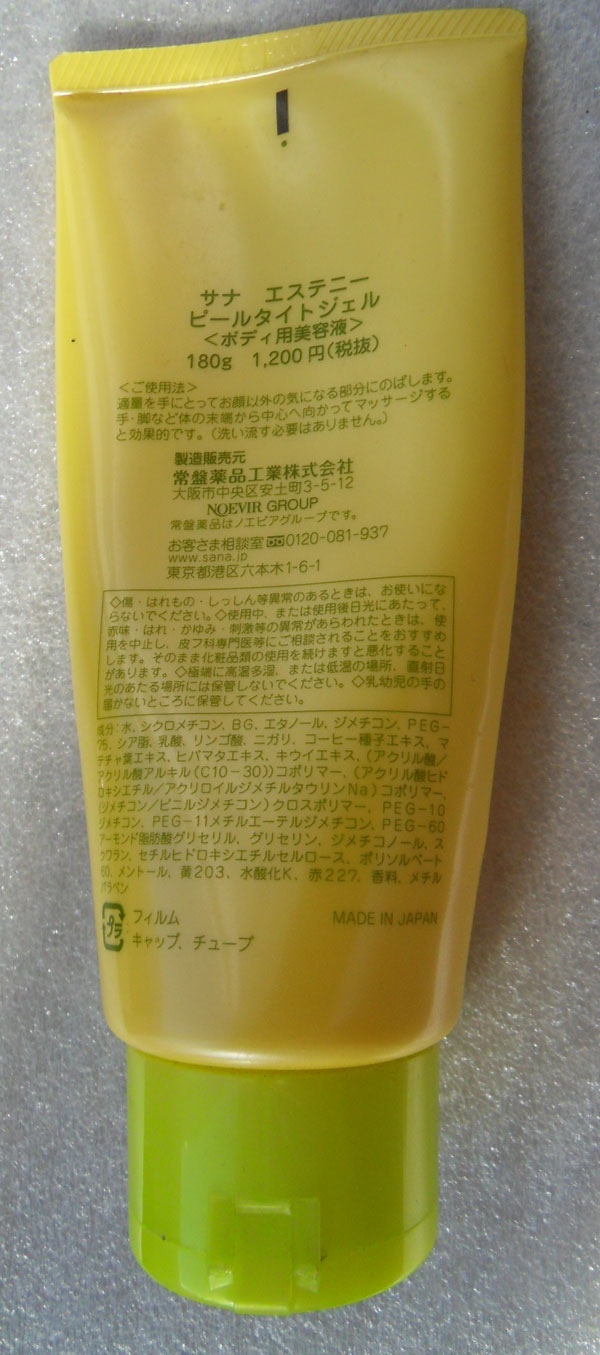 サナ　エステニー
ピールタイトジェル
＜ボディ用美容液＞
180g　1,200円(税抜)
＜ご使用法＞
適量を手にとってお顔以外の気になる部分にのばします。
手・脚など体の末端から中心へ向かってマッサージする
と効果的です。(洗い流す必要はありません。)
製造販売元
常盤薬品工業株式会社
大阪市中央区安土町3-5-12
NOEVIR GROUP
常盤薬品はノエビアグループです。
お客さま相談室 0120-081-937
www.sana.jp
東京都港区六本木1-6-1
◇傷・はれもの・しっしん等異常のあるときは、お使いにな
らないでください。◇使用中、または使用後日光にあたって、
赤味・はれ・かゆみ・刺激等の異常があらわれたときは、使
用を中止し、皮フ科専門医等にご相談されることをおすすめ
します。そのまま化粧品類の使用を続けますと悪化すること
があります。◇極端に高温多湿、または低温の場所、直射日
光のあたる場所には保管しないでください。◇乳幼児の手の
届かないところに保管してください。
成分：水、シクロメチコン、BG、エタノール、ジメチコン、PEG-
75、シア脂、乳酸、リンゴ酸、ニガリ、コーヒー種子エキス、マ
テチャ葉エキス、ヒバマタエキス、キウイエキス、(アクリル酸/
アクリル酸アルキル(C10-30))コポリマー、(アクリル酸ヒド
ロキシエチル/アクリロイルジメチルタウリンNa)コポリマー、
(ジメチコン/ビニルジメチコン)クロスポリマー、PEG-10
ジメチコン、PEG-11メチルエーテルジメチコン、PEG-60
アーモンド脂肪酸グリセリル、グリセリン、ジメチコノール、ス
クワラン、セチルヒドロキシエチルセルロース、ポリソルベート
60、メントール、黄203、水酸化K、赤227、香料、メチル
パラベン
プラ
フィルム
キャップ、チューブ
MADE IN JAPAN